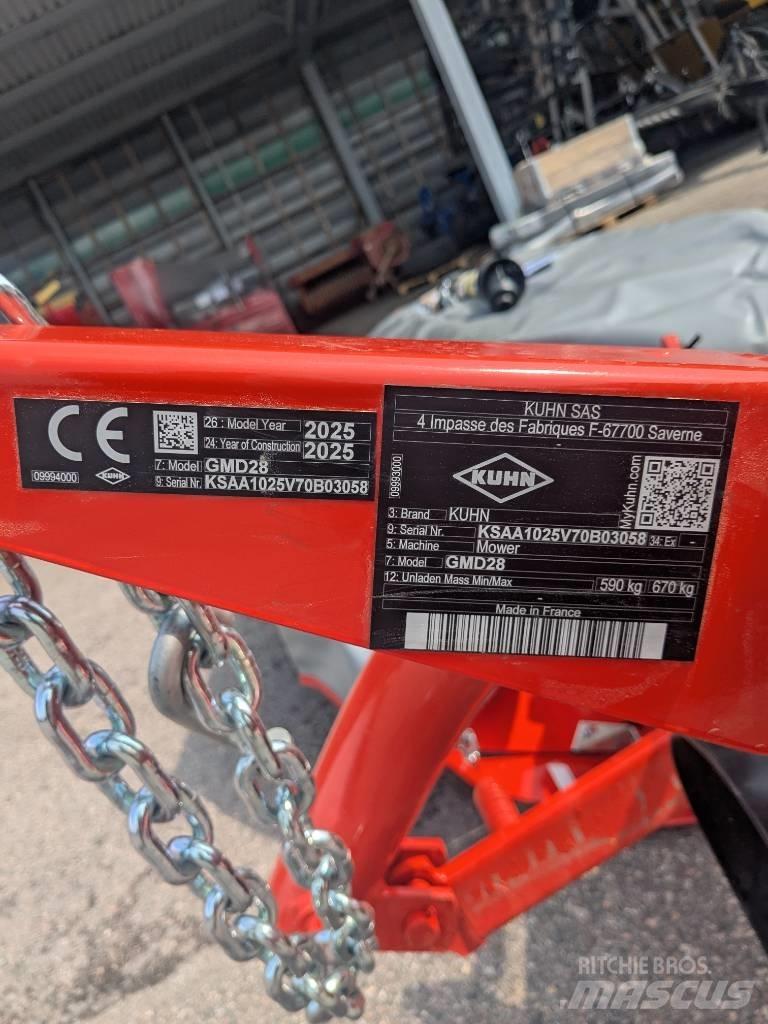 CE
09994000
KUHN
26 : Model Year 2025
24: Year of Construction 2025
7: Model GMD28
9: Serial Nr. KSAA1025V70B03058
KUHN SAS
4 Impasse des Fabriques F-67700 Saverne
09993000
KUHN
MyKuhn.com
3: Brand KUHN
9: Serial Nr. KSAA1025V70B03058 34: Ex -
5: Machine Mower
7: Model GMD28
12: Unladen Mass Min/Max 590 kg 670 kg
Made in France
RITCHIE BROS.
MASCUS